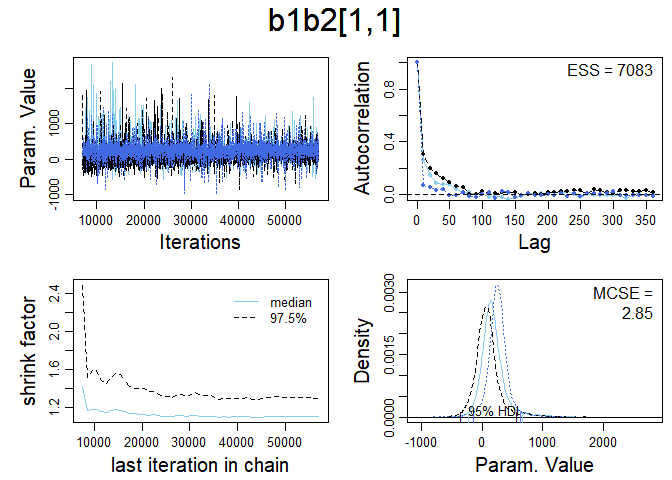 b1b2[1,1]
Param. Value
-1000 0 1000
10000 20000 30000 40000 50000
Iterations
Autocorrelation
0.0 0.4 0.8
ESS = 7083
0 50 100 150 200 250 300 350
Lag
shrink factor
1.2 1.6 2.0 2.4
median
97.5%
10000 20000 30000 40000 50000
last iteration in chain
Density
0.0000 0.0015 0.0030
MCSE =
2.85
95% HDI
-1000 0 1000 2000
Param. Value